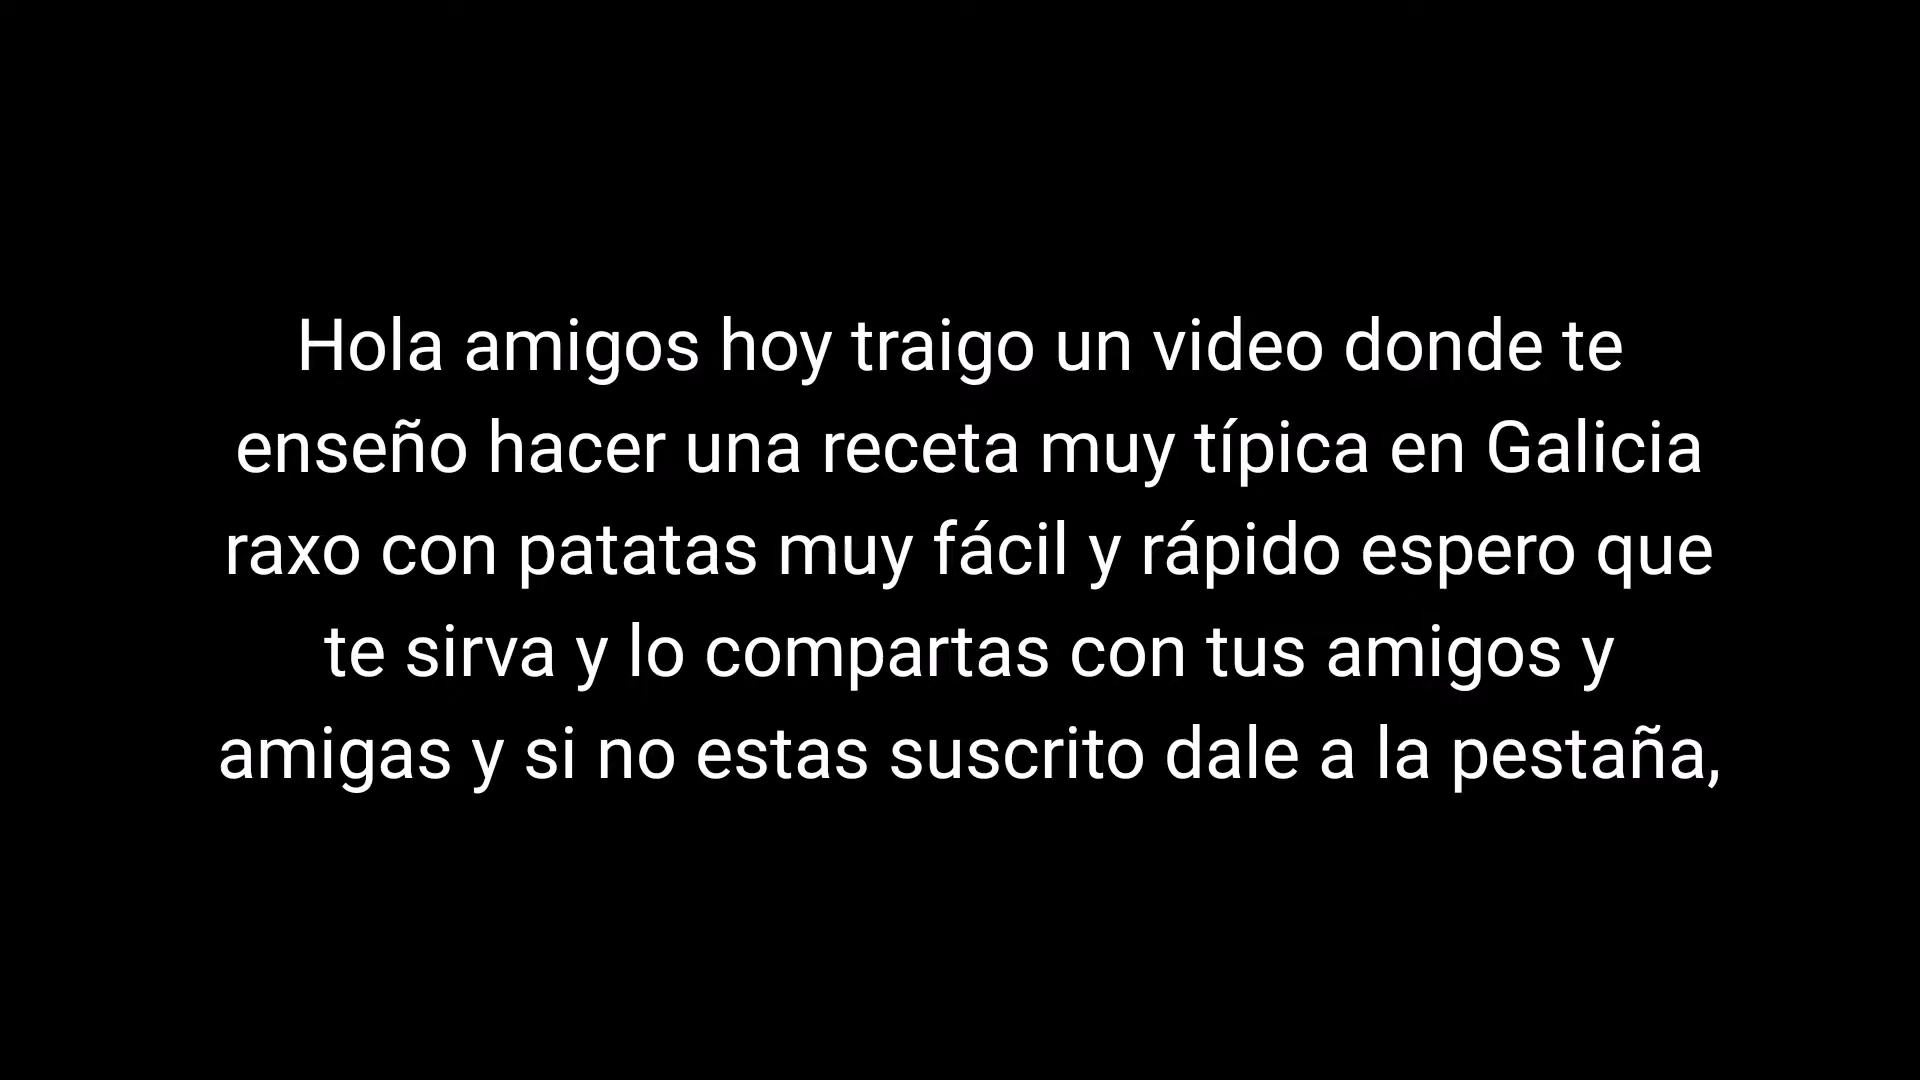 Hola amigos hoy traigo un video donde te
enseño hacer una receta muy típica en Galicia
raxo con patatas muy fácil y rápido espero que
te sirva y lo compartas con tus amigos y
amigas y si no estas suscrito dale a la pestaña,